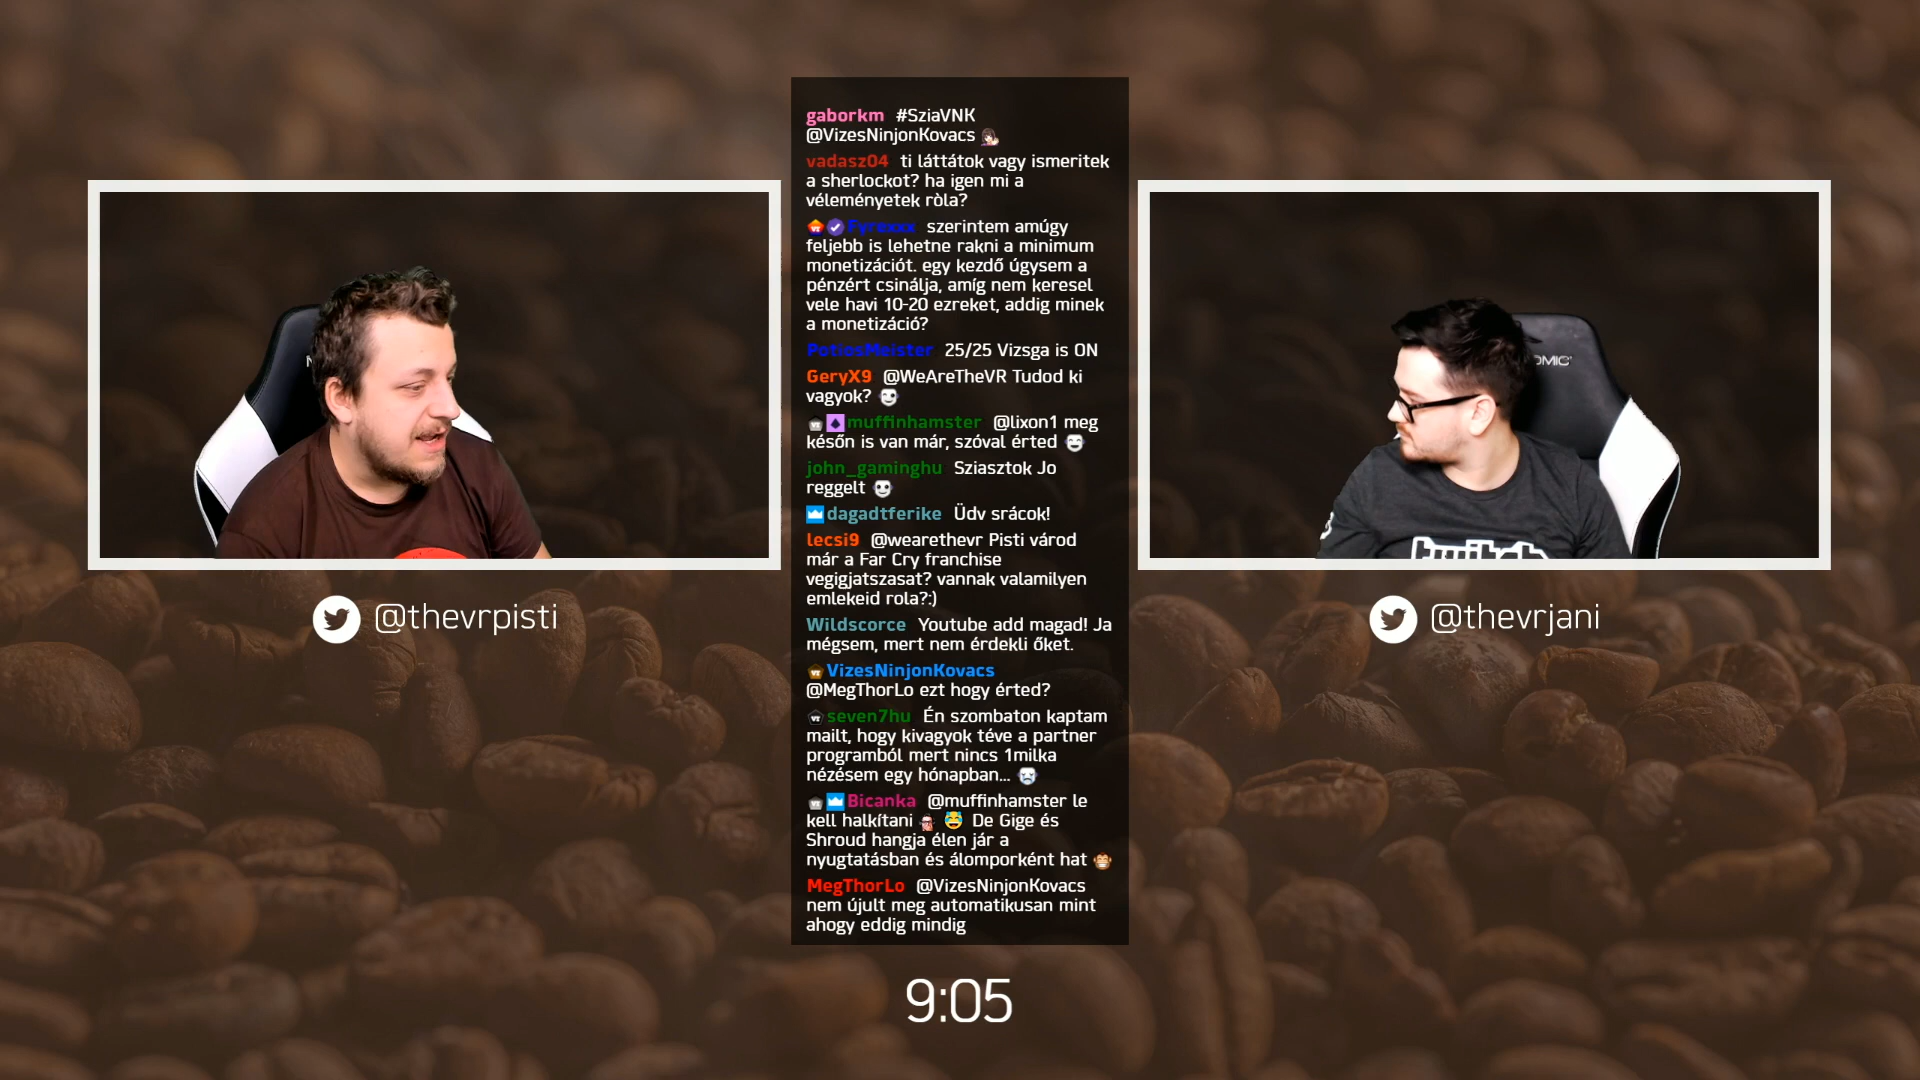 gaborkm #SziaVNK
@VizesNinjonKovacs
vadasz04 ti láttátok vagy ismeritek
a sherlockot? ha igen mi a
véleményetek ròla?
Fyrexxx szerintem amúgy
feljebb is lehetne rakni a minimum
monetizációt. egy kezdő úgysem a
pénzért csinálja, amíg nem keresel
vele havi 10-20 ezreket, addig minek
a monetizáció?
PotiosMeister 25/25 Vizsga is ON
GeryX9 @WeAreTheVR Tudod ki
vagyok?
muffinhamster @lixon1 meg
későn is van már, szóval érted
john_gaminghu Sziasztok Jo
reggelt
dagadtferike Üdv srácok!
lecsi9 @wearethevr Pisti várod
már a Far Cry franchise
vegigjatszasat? vannak valamilyen
emlekeid rola?:)
Wildscorce Youtube add magad! Ja
mégsem, mert nem érdekli őket.
VizesNinjonKovacs
@MegThorLo ezt hogy érted?
seven7hu Én szombaton kaptam
mailt, hogy kivagyok téve a partner
programból mert nincs 1milka
nézésem egy hónapban...
Bicanka @muffinhamster le
kell halkítani De Gige és
Shroud hangja élen jár a
nyugtatásban és álomporként hat
MegThorLo @VizesNinjonKovacs
nem újult meg automatikusan mint
ahogy eddig mindig
@thevrpisti
@thevrjani
OMIC
twitch
9:05